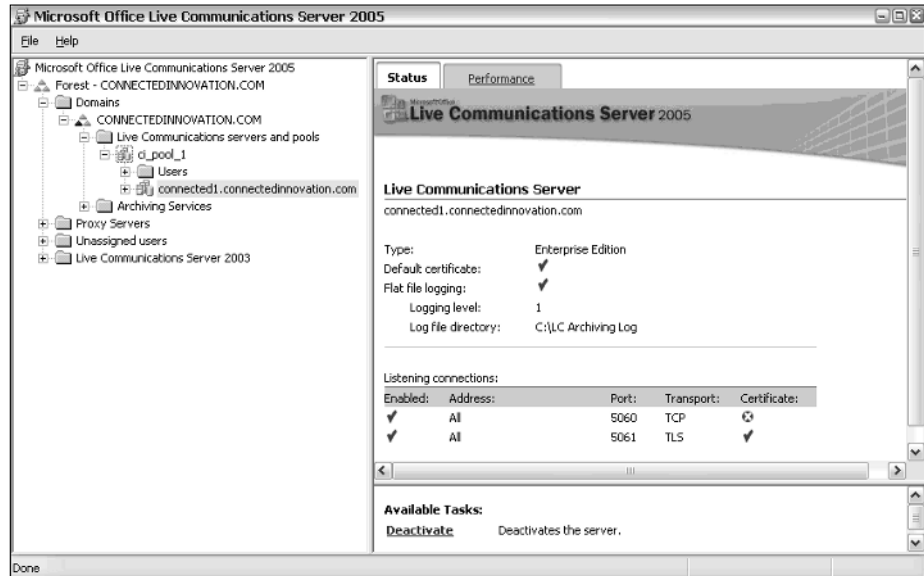 Microsoft Office Live Communications Server 2005
File Help
Microsoft Office Live Communications Server 2005
Forest - CONNECTEDINNOVATION.COM
Domains
CONNECTEDINNOVATION.COM
Live Communications servers and pools
ci_pool_1
Users
connected1.connectedinnovation.com
Archiving Services
Proxy Servers
Unassigned users
Live Communications Server 2003
Status Performance
Microsoft Office
Live Communications Server 2005
Live Communications Server
connected1.connectedinnovation.com
Type: Enterprise Edition
Default certificate:
Flat file logging:
Logging level: 1
Log file directory: C:\LC Archiving Log
Listening connections:
Enabled: Address: Port: Transport: Certificate:
All 5060 TCP
All 5061 TLS
Available Tasks:
Deactivate Deactivates the server.
Done